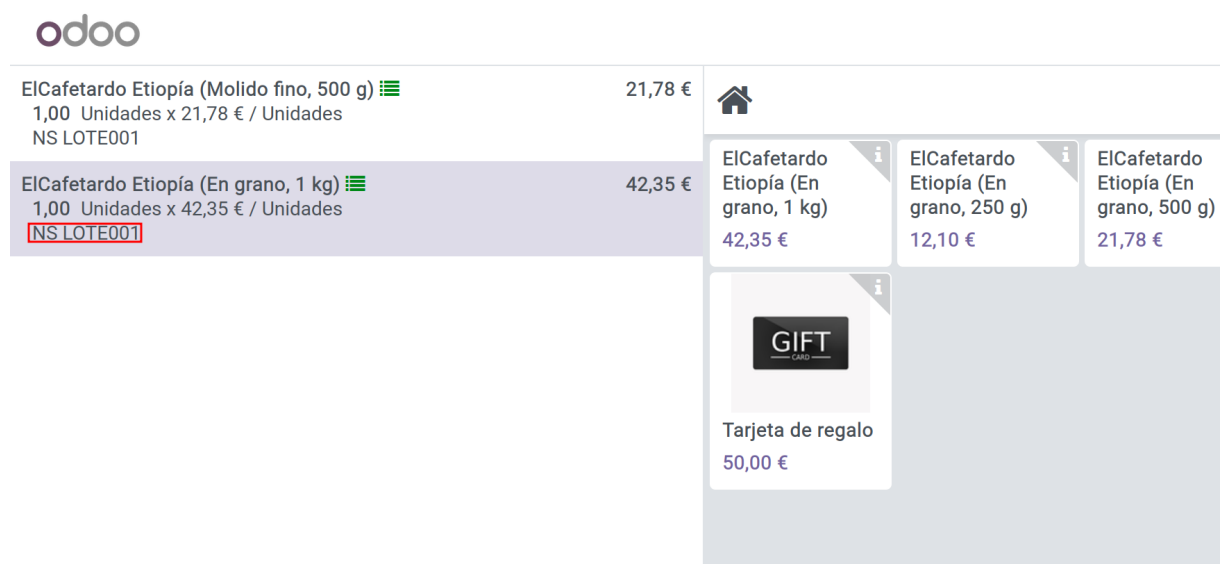 odoo
ElCafetardo Etiopía (Molido fino, 500 g) 21,78 €
1,00 Unidades x 21,78 € / Unidades
NS LOTE001
ElCafetardo Etiopía (En grano, 1 kg) 42,35 €
1,00 Unidades x 42,35 € / Unidades
NS LOTE001
ElCafetardo
Etiopía (En
grano, 1 kg)
42,35 €
ElCafetardo
Etiopía (En
grano, 250 g)
12,10 €
ElCafetardo
Etiopía (En
grano, 500 g)
21,78 €
GIFT
CARD
Tarjeta de regalo
50,00 €